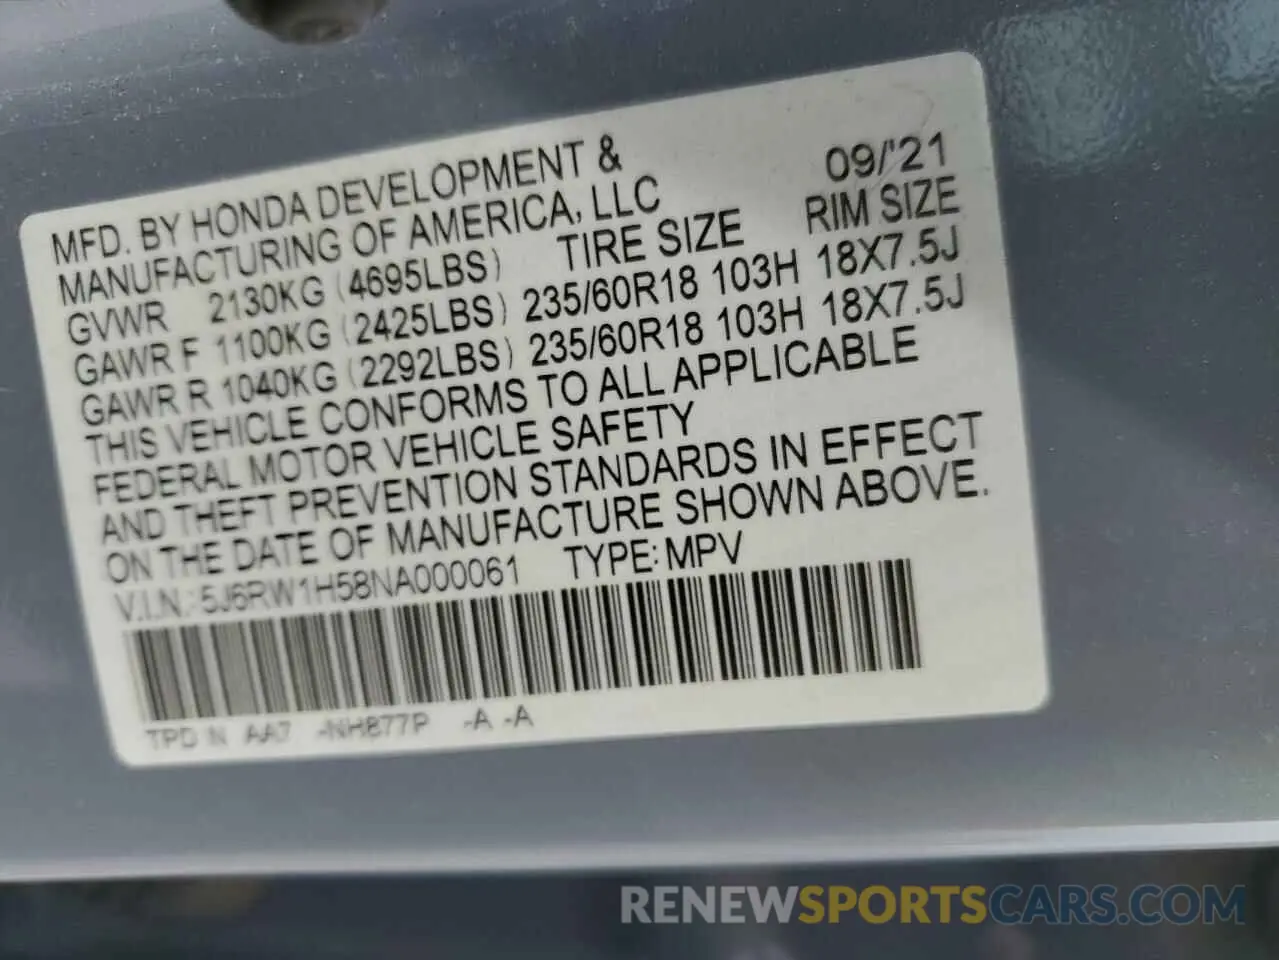 MFD. BY HONDA DEVELOPMENT & 09/'21
MANUFACTURING OF AMERICA, LLC RIM SIZE
GVWR 2130KG (4695LBS) TIRE SIZE
GAWR F 1100KG (2425LBS) 235/60R18 103H 18X7.5J
GAWR R 1040KG (2292LBS) 235/60R18 103H 18X7.5J
THIS VEHICLE CONFORMS TO ALL APPLICABLE
FEDERAL MOTOR VEHICLE SAFETY
AND THEFT PREVENTION STANDARDS IN EFFECT
ON THE DATE OF MANUFACTURE SHOWN ABOVE.
V.I.N.: 5J6RW1H58NA000061 TYPE: MPV
TPD N AA7 -NH877P -A -A
RENEWSPORTSCARS.COM